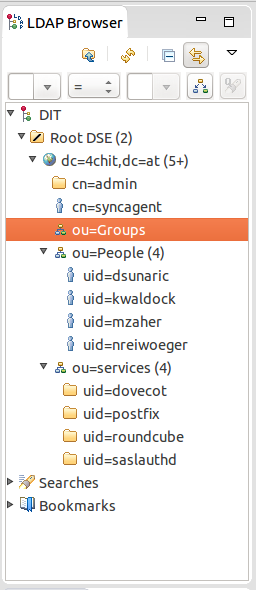 LDAP Browser
=
DIT
Root DSE (2)
dc=4chit,dc=at (5+)
cn=admin
cn=syncagent
ou=Groups
ou=People (4)
uid=dsunaric
uid=kwaldock
uid=mzaher
uid=nreiwoeger
ou=services (4)
uid=dovecot
uid=postfix
uid=roundcube
uid=saslauthd
Searches
Bookmarks